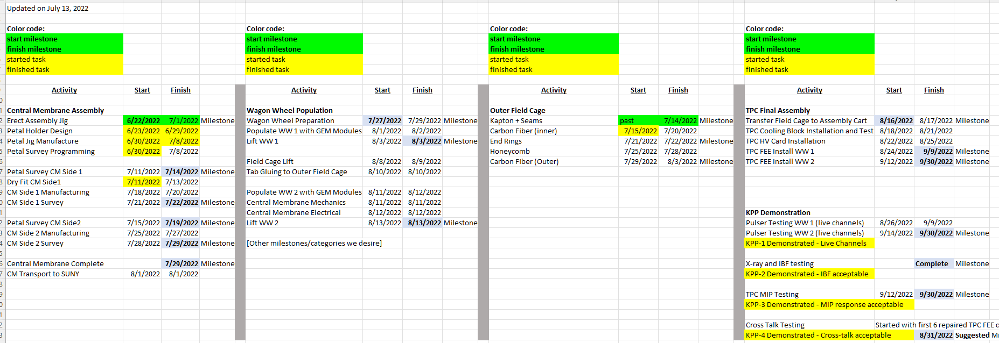 Updated on July 13, 2022
Color code: Color code: Color code: Color code:
start milestone start milestone start milestone start milestone
finish milestone finish milestone finish milestone finish milestone
started task started task started task started task
finished task finished task finished task finished task
Activity Start Finish Activity Start Finish Activity Start Finish Activity Start Finish
Central Membrane Assembly Wagon Wheel Population Outer Field Cage TPC Final Assembly
Erect Assembly Jig 6/22/2022 7/1/2022 Milestone Wagon Wheel Preparation 7/27/2022 7/29/2022 Milestone Kapton + Seams past 7/14/2022 Milestone Transfer Field Cage to Assembly Cart 8/16/2022 8/17/2022 Milestone
Petal Holder Design 6/23/2022 6/29/2022 Populate WW 1 with GEM Modules 8/1/2022 8/2/2022 Carbon Fiber (inner) 7/15/2022 7/20/2022 TPC Cooling Block Installation and Test 8/18/2022 8/21/2022
Petal Jig Manufacture 6/30/2022 7/8/2022 Lift WW 1 8/3/2022 8/3/2022 Milestone End Rings 7/21/2022 7/22/2022 Milestone TPC HV Card Installation 8/22/2022 8/25/2022
Petal Survey Programming 6/30/2022 7/8/2022 Honeycomb 7/25/2022 7/28/2022 TPC FEE Install WW 1 8/24/2022 9/9/2022 Milestone
Field Cage Lift 8/8/2022 8/9/2022 Carbon Fiber (Outer) 7/29/2022 8/3/2022 Milestone TPC FEE Install WW 2 9/12/2022 9/30/2022 Milestone
Petal Survey CM Side 1 7/11/2022 7/14/2022 Milestone Tab Gluing to Outer Field Cage 8/10/2022 8/10/2022
Dry Fit CM Side1 7/11/2022 7/13/2022
CM Side 1 Manufacturing 7/18/2022 7/20/2022 Populate WW 2 with GEM Modules 8/11/2022 8/12/2022
CM Side 1 Survey 7/21/2022 7/22/2022 Milestone Central Membrane Mechanics 8/11/2022 8/11/2022
Central Membrane Electrical 8/12/2022 8/12/2022 KPP Demonstration
Petal Survey CM Side2 7/15/2022 7/19/2022 Milestone Lift WW 2 8/13/2022 8/13/2022 Milestone Pulser Testing WW 1 (live channels) 8/26/2022 9/9/2022
CM Side 2 Manufacturing 7/25/2022 7/27/2022 Pulser Testing WW 2 (live channels) 9/14/2022 9/30/2022 Milestone
CM Side 2 Survey 7/28/2022 7/29/2022 Milestone [Other milestones/categories we desire] KPP-1 Demonstrated - Live Channels
Central Membrane Complete 7/29/2022 Milestone X-ray and IBF testing Complete Milestone
CM Transport to SUNY 8/1/2022 8/1/2022 KPP-2 Demonstrated - IBF acceptable
TPC MIP Testing 9/12/2022 9/30/2022 Milestone
KPP-3 Demonstrated - MIP response acceptable
Cross Talk Testing Started with first 6 repaired TPC FEE c
KPP-4 Demonstrated - Cross-talk acceptable 8/31/2022 Suggested Mi